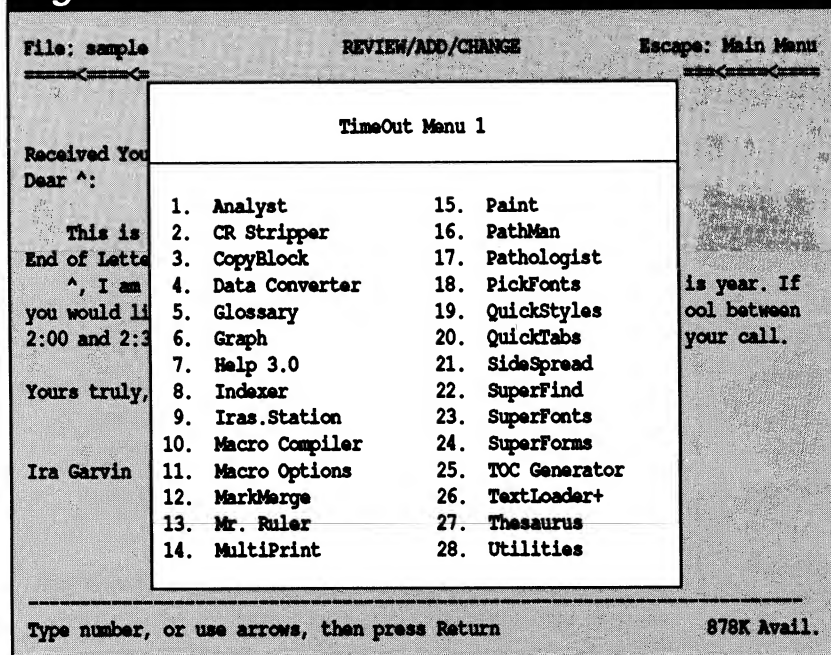 File: sample REVIEW/ADD/CHANGE Escape: Main Menu
=====<====<= ===<====<====
TimeOut Menu 1
Received You
Dear ^:
1. Analyst 15. Paint
This is 2. CR Stripper 16. PathMan
End of Lette 3. CopyBlock 17. Pathologist
^, I am 4. Data Converter 18. PickFonts is year. If
you would li 5. Glossary 19. QuickStyles ool between
2:00 and 2:3 6. Graph 20. QuickTabs your call.
7. Help 3.0 21. SideSpread
Yours truly, 8. Indexer 22. SuperFind
9. Iras.Station 23. SuperFonts
10. Macro Compiler 24. SuperForms
Ira Garvin 11. Macro Options 25. TOC Generator
12. MarkMerge 26. TextLoader+
13. Mr. Ruler 27. Thesaurus
14. MultiPrint 28. Utilities
Type number, or use arrows, then press Return 878K Avail.